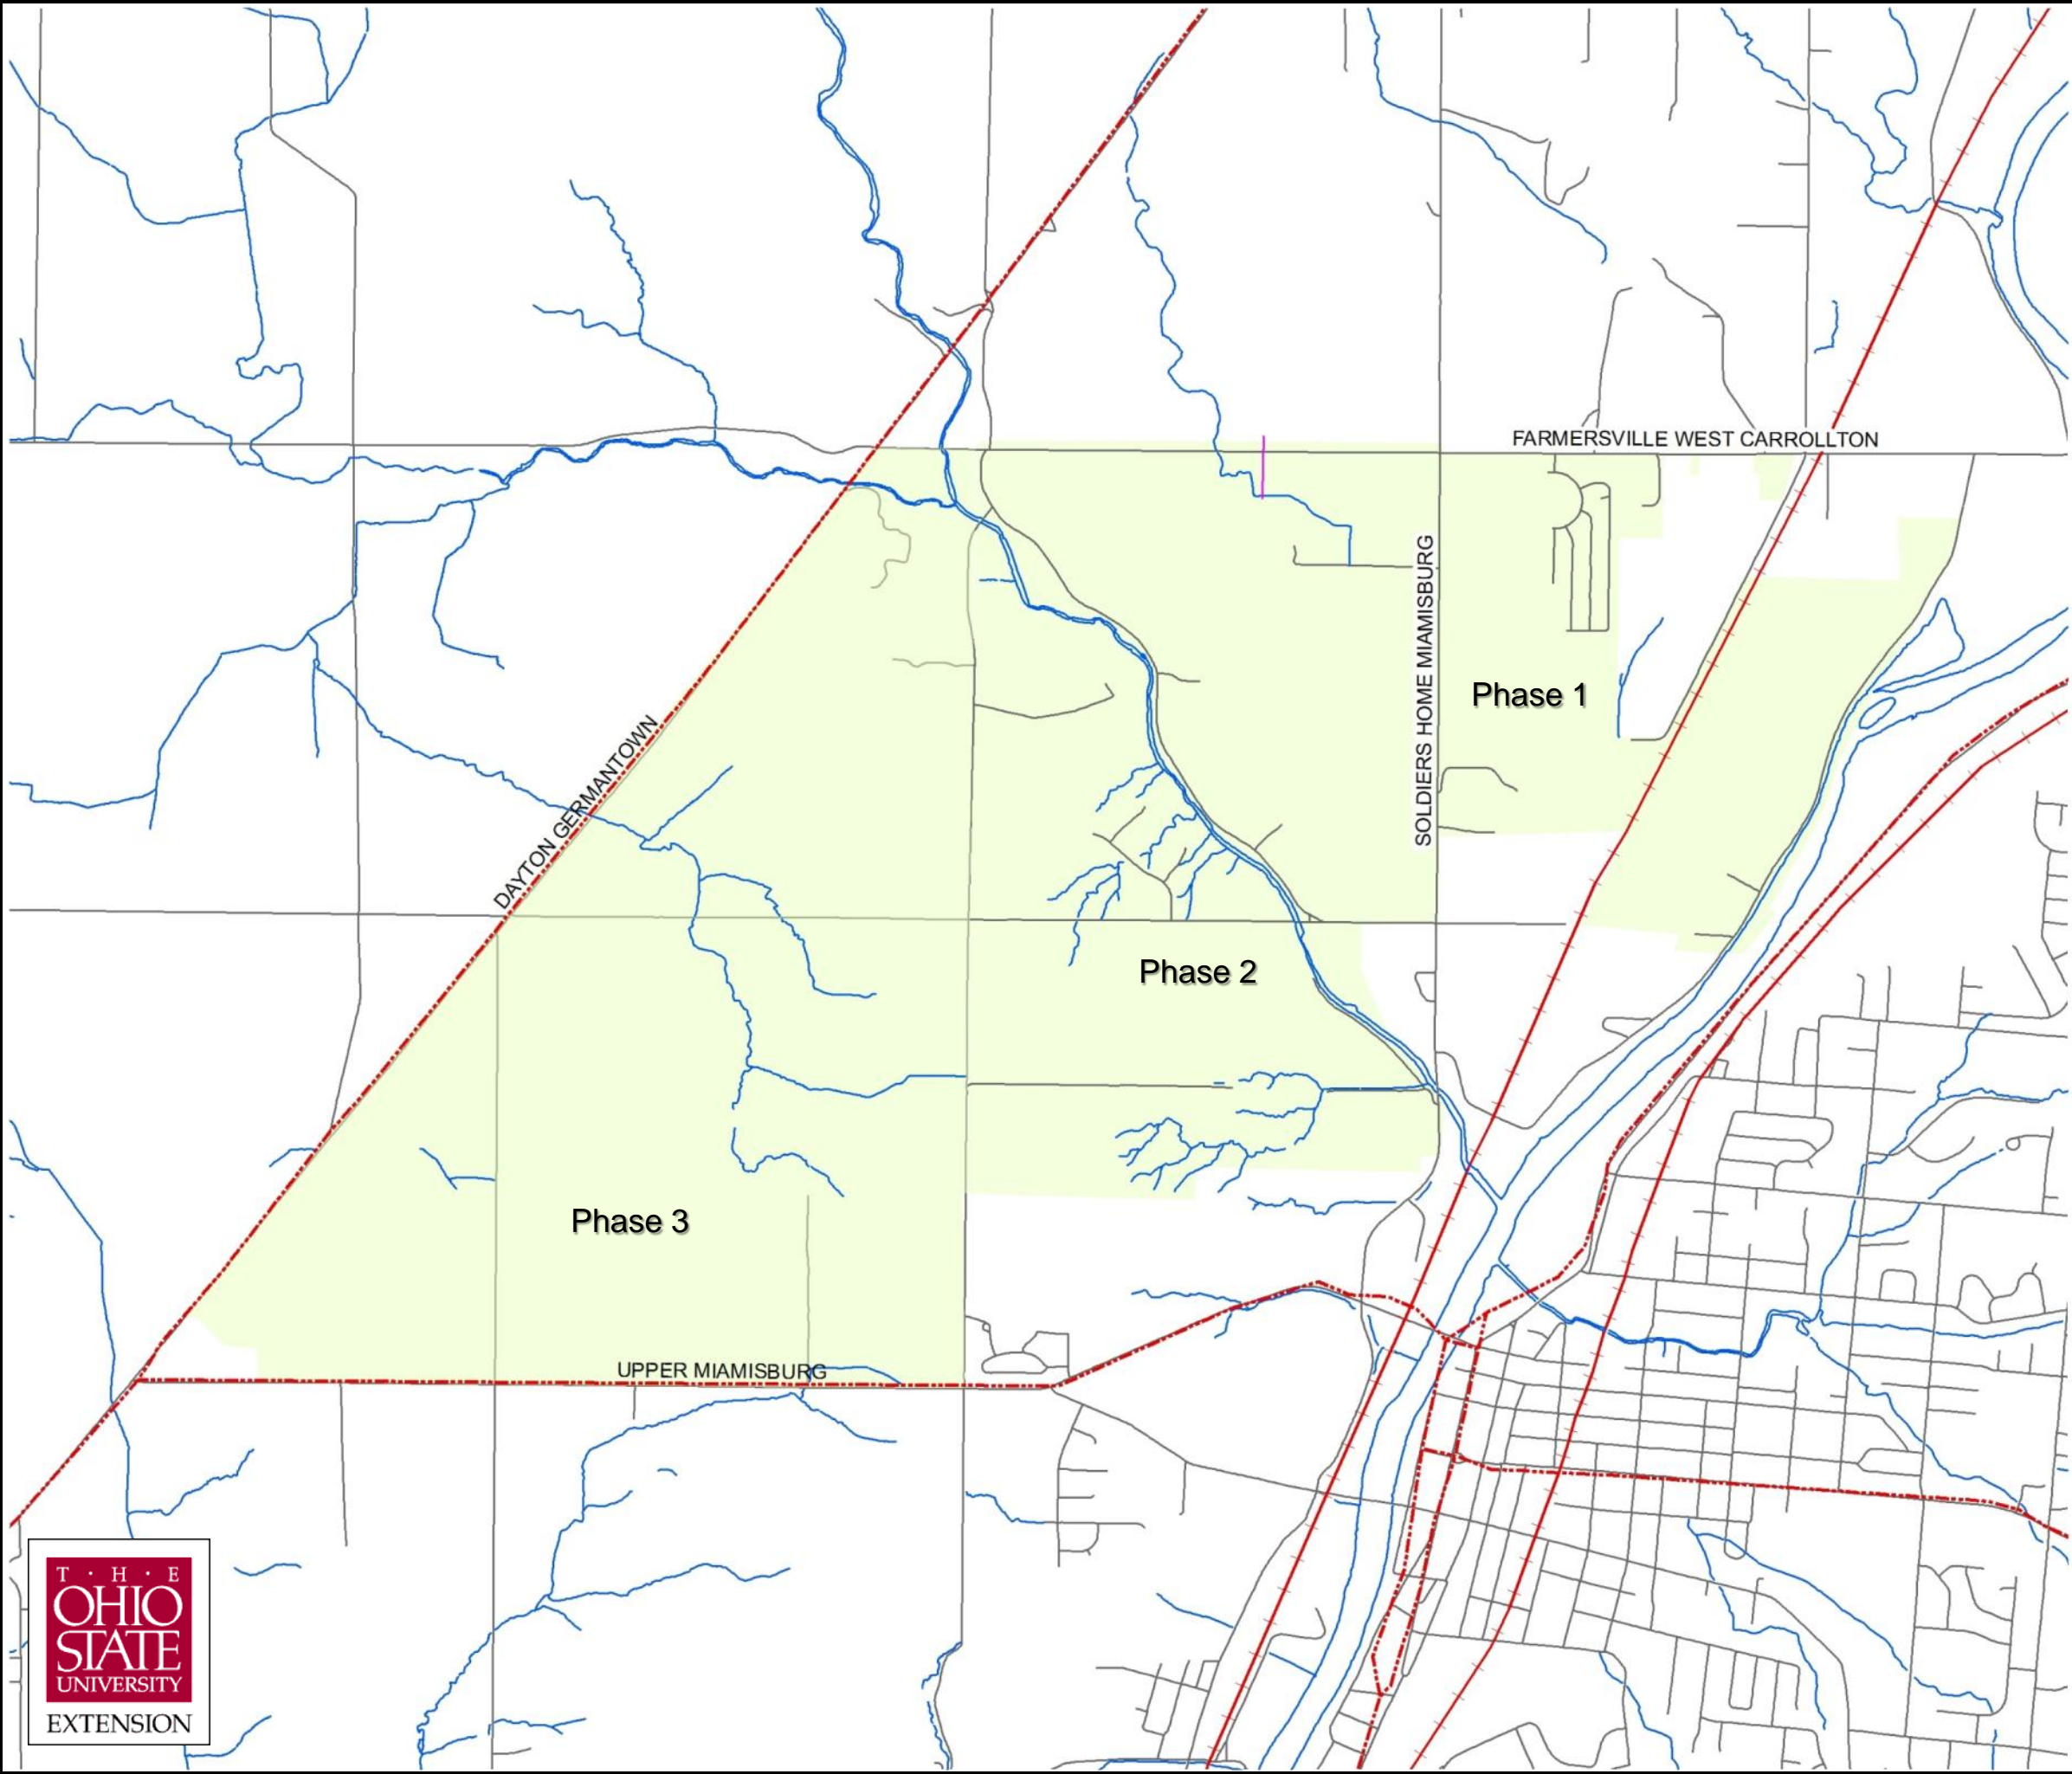 FARMERSVILLE WEST CARROLLTON
SOLDIERS HOME MIAMISBURG
Phase 1
DAYTON GERMANTOWN
Phase 2
Phase 3
UPPER MIAMISBURG
T · H · E
OHIO
STATE
UNIVERSITY
EXTENSION